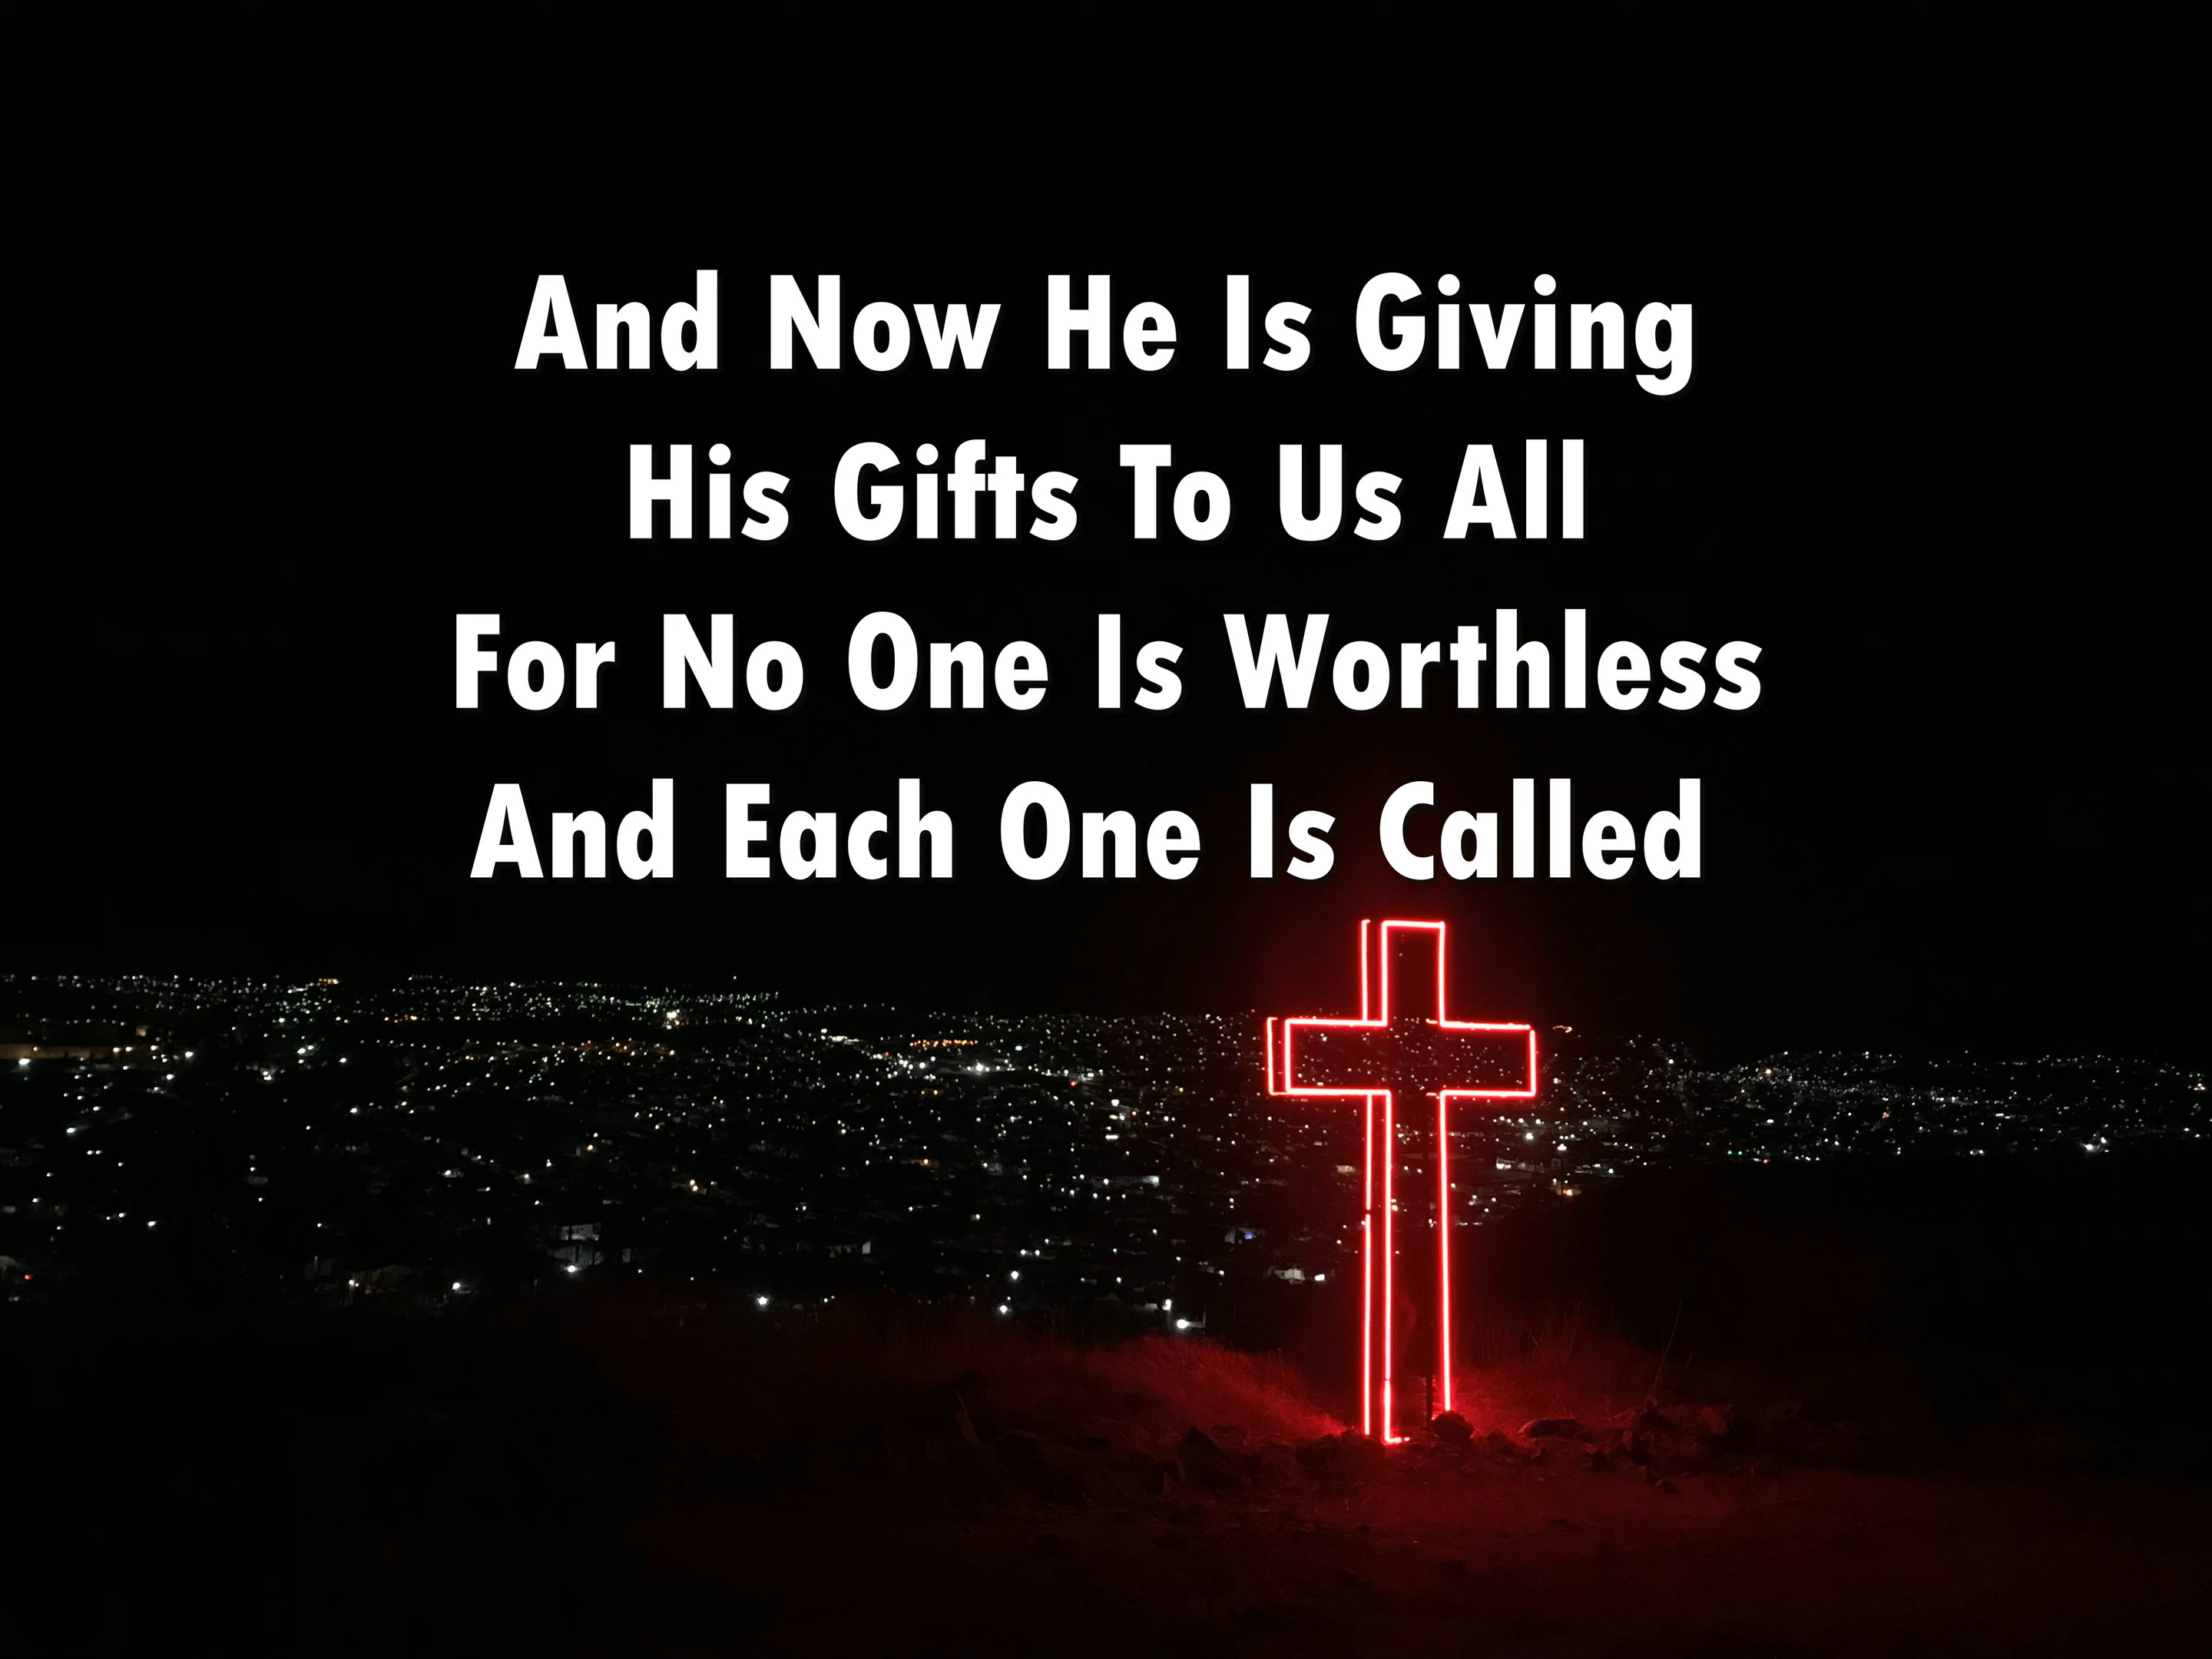 And Now He Is Giving
His Gifts To Us All
For No One Is Worthless
And Each One Is Called